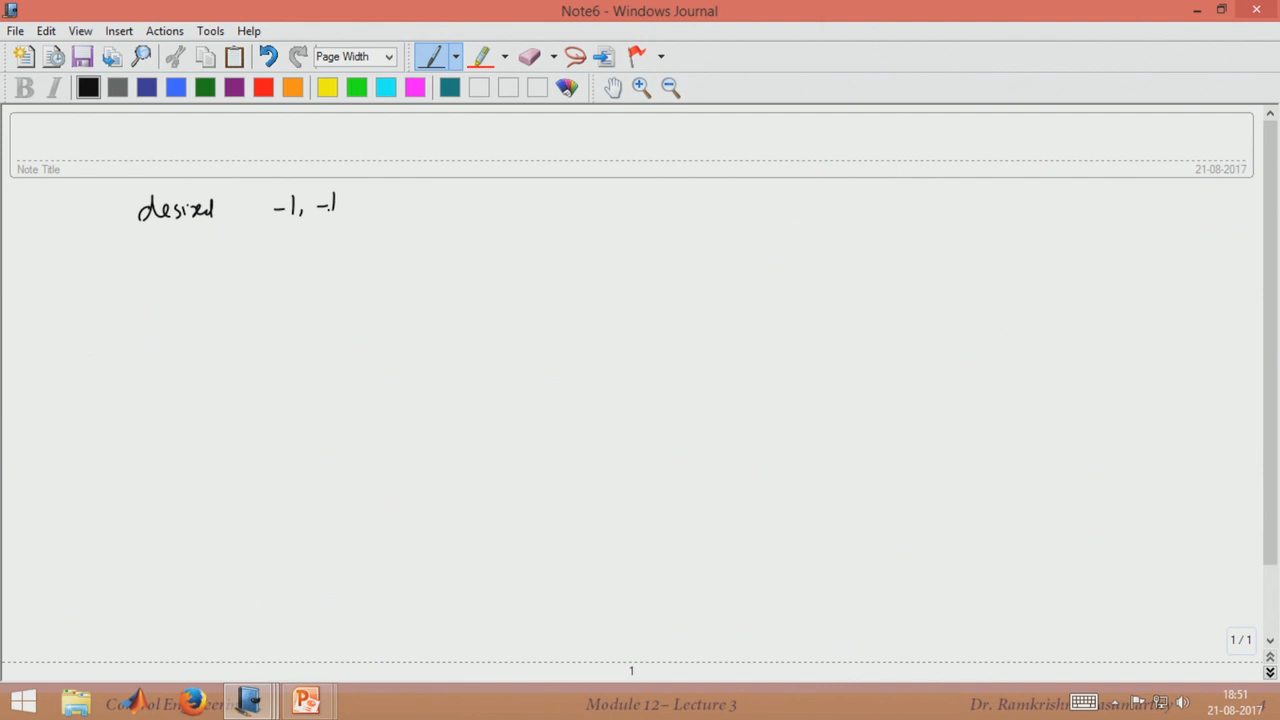 Note6 - Windows Journal
File Edit View Insert Actions Tools Help
Page Width
B I
Note Title
21-08-2017
desired -1, -1
1 / 1
1
18:51
Module 12– Lecture 3
21-08-2017